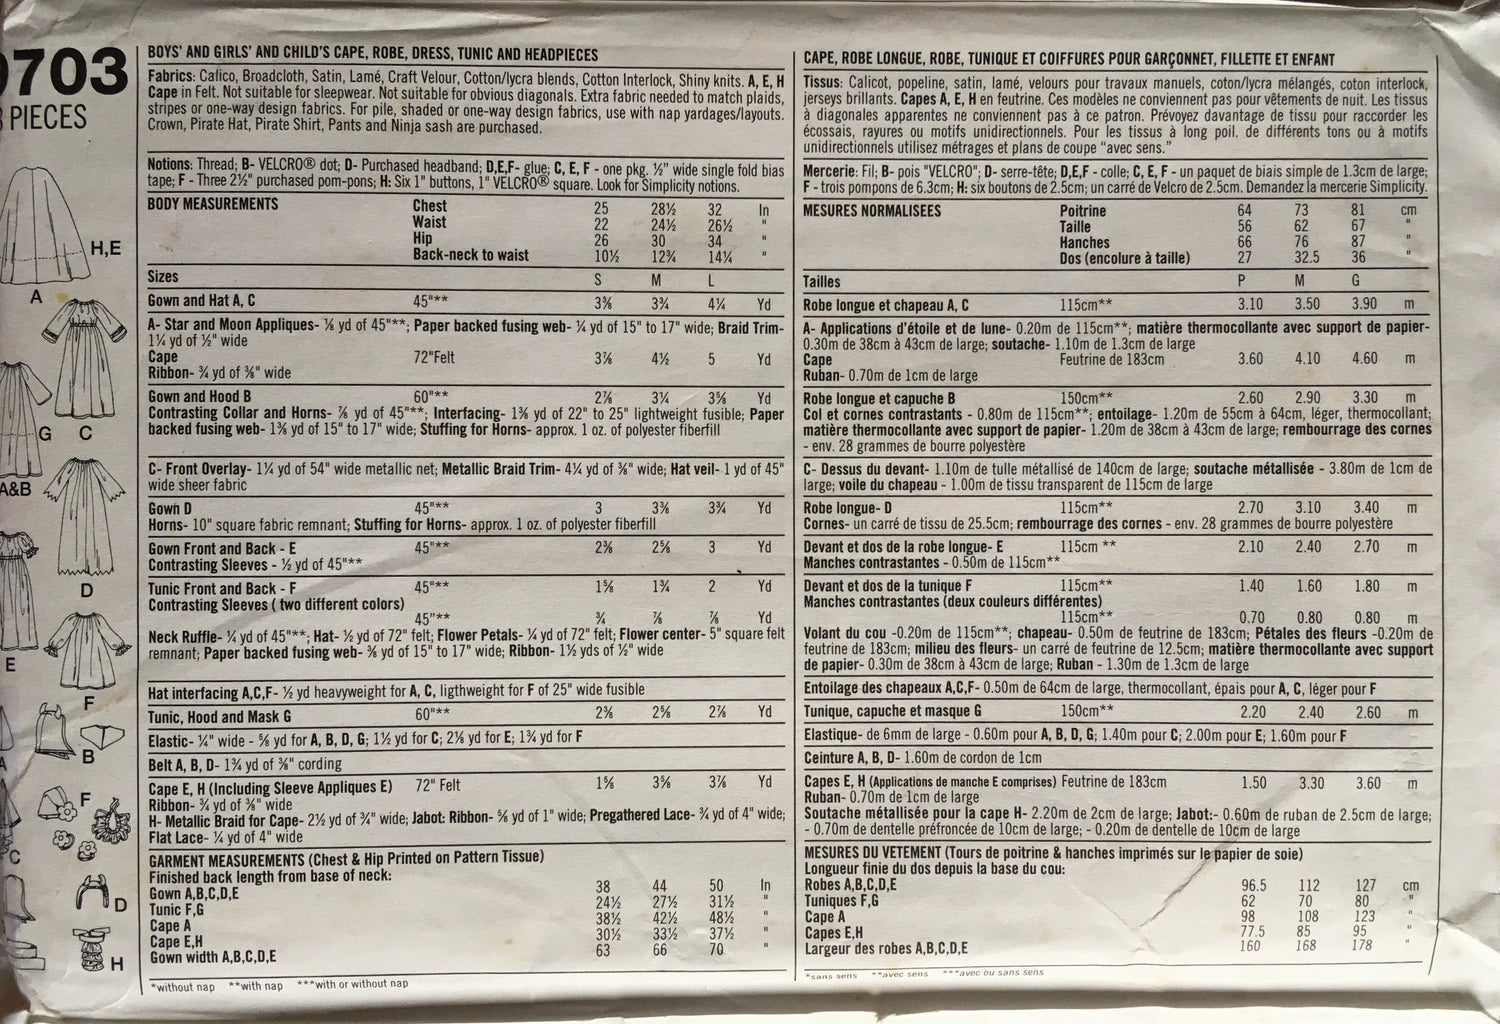 9703
PIECES
H,E
A
G
C
A&B
D
E
F
B
A
F
C
D
H
BOYS' AND GIRLS' AND CHILD'S CAPE, ROBE, DRESS, TUNIC AND HEADPIECES
Fabrics: Calico, Broadcloth, Satin, Lamé, Craft Velour, Cotton/lycra blends, Cotton Interlock, Shiny knits. A, E, H
Cape in Felt. Not suitable for sleepwear. Not suitable for obvious diagonals. Extra fabric needed to match plaids,
stripes or one-way design fabrics. For pile, shaded or one-way design fabrics, use with nap yardages/layouts.
Crown, Pirate Hat, Pirate Shirt, Pants and Ninja sash are purchased.
Notions: Thread; B- VELCRO® dot; D- Purchased headband; D,E,F- glue; C, E, F - one pkg. ½" wide single fold bias
tape; F - Three 2½" purchased pom-pons; H: Six 1" buttons, 1" VELCRO® square. Look for Simplicity notions.
BODY MEASUREMENTS Chest 25 28½ 32 In
Waist 22 24½ 26½ "
Hip 26 30 34 "
Back-neck to waist 10½ 12¾ 14¼ "
Sizes S M L
Gown and Hat A, C 45"** 3⅜ 3¾ 4¼ Yd
A- Star and Moon Appliques- ⅛ yd of 45"**; Paper backed fusing web- ¼ yd of 15" to 17" wide; Braid Trim-
1¼ yd of ½" wide
Cape 72"Felt 3⅞ 4½ 5 Yd
Ribbon- ¾ yd of ⅜" wide
Gown and Hood B 60"** 2⅞ 3¼ 3⅝ Yd
Contrasting Collar and Horns- ⅞ yd of 45"**; Interfacing- 1⅜ yd of 22" to 25" lightweight fusible; Paper
backed fusing web- 1⅜ yd of 15" to 17" wide; Stuffing for Horns- approx. 1 oz. of polyester fiberfill
C- Front Overlay- 1¼ yd of 54" wide metallic net; Metallic Braid Trim- 4¼ yd of ⅜" wide; Hat veil- 1 yd of 45"
wide sheer fabric
Gown D 45"** 3 3⅜ 3¾ Yd
Horns- 10" square fabric remnant; Stuffing for Horns- approx. 1 oz. of polyester fiberfill
Gown Front and Back - E 45"** 2⅜ 2⅝ 3 Yd
Contrasting Sleeves - ½ yd of 45"**
Tunic Front and Back - F 45"** 1⅝ 1¾ 2 Yd
Contrasting Sleeves ( two different colors)
45"** ¾ ⅞ ⅞ Yd
Neck Ruffle- ¼ yd of 45"**; Hat- ½ yd of 72" felt; Flower Petals- ¼ yd of 72" felt; Flower center- 5" square felt
remnant; Paper backed fusing web- ⅜ yd of 15" to 17" wide; Ribbon- 1½ yds of ½" wide
Hat interfacing A,C,F- ½ yd heavyweight for A, C, ligthweight for F of 25" wide fusible
Tunic, Hood and Mask G 60"** 2⅜ 2⅝ 2⅞ Yd
Elastic- ¼" wide - ⅝ yd for A, B, D, G; 1½ yd for C; 2⅛ yd for E; 1¾ yd for F
Belt A, B, D- 1¾ yd of ⅜" cording
Cape E, H (Including Sleeve Appliques E) 72" Felt 1⅝ 3⅝ 3⅞ Yd
Ribbon- ¾ yd of ⅜" wide
H- Metallic Braid for Cape- 2½ yd of ¾" wide; Jabot: Ribbon- ⅝ yd of 1" wide; Pregathered Lace- ¾ yd of 4" wide;
Flat Lace- ¼ yd of 4" wide
GARMENT MEASUREMENTS (Chest & Hip Printed on Pattern Tissue)
Finished back length from base of neck:
Gown A,B,C,D,E 38 44 50 In
Tunic F,G 24½ 27½ 31½ "
Cape A 38½ 42½ 48½ "
Cape E,H 30½ 33½ 37½ "
Gown width A,B,C,D,E 63 66 70 "
*without nap **with nap ***with or without nap
CAPE, ROBE LONGUE, ROBE, TUNIQUE ET COIFFURES POUR GARÇONNET, FILLETTE ET ENFANT
Tissus: Calicot, popeline, satin, lamé, velours pour travaux manuels, coton/lycra mélangés, coton interlock,
jerseys brillants. Capes A, E, H en feutrine. Ces modèles ne conviennent pas pour vêtements de nuit. Les tissus
à diagonales apparentes ne conviennent pas à ce patron. Prévoyez davantage de tissu pour raccorder les
écossais, rayures ou motifs unidirectionnels. Pour les tissus à long poil. de différents tons ou à motifs
unidirectionnels utilisez métrages et plans de coupe "avec sens."
Mercerie: Fil; B- pois "VELCRO"; D- serre-tête; D,E,F - colle; C, E, F - un paquet de biais simple de 1.3cm de large;
F - trois pompons de 6.3cm; H: six boutons de 2.5cm; un carré de Velcro de 2.5cm. Demandez la mercerie Simplicity.
MESURES NORMALISEES Poitrine 64 73 81 cm
Taille 56 62 67 "
Hanches 66 76 87 "
Dos (encolure à taille) 27 32.5 36 "
Tailles P M G
Robe longue et chapeau A, C 115cm** 3.10 3.50 3.90 m
A- Applications d'étoile et de lune- 0.20m de 115cm**; matière thermocollante avec support de papier-
0.30m de 38cm à 43cm de large; soutache- 1.10m de 1.3cm de large
Cape Feutrine de 183cm 3.60 4.10 4.60 m
Ruban- 0.70m de 1cm de large
Robe longue et capuche B 150cm** 2.60 2.90 3.30 m
Col et cornes contrastants - 0.80m de 115cm**; entoilage- 1.20m de 55cm à 64cm, léger, thermocollant;
matière thermocollante avec support de papier- 1.20m de 38cm à 43cm de large; rembourrage des cornes
- env. 28 grammes de bourre polyestère
C- Dessus du devant- 1.10m de tulle métallisé de 140cm de large; soutache métallisée - 3.80m de 1cm de
large; voile du chapeau - 1.00m de tissu transparent de 115cm de large
Robe longue- D 115cm** 2.70 3.10 3.40 m
Cornes- un carré de tissu de 25.5cm; rembourrage des cornes - env. 28 grammes de bourre polyestère
Devant et dos de la robe longue- E 115cm ** 2.10 2.40 2.70 m
Manches contrastantes - 0.50m de 115cm**
Devant et dos de la tunique F 115cm** 1.40 1.60 1.80 m
Manches contrastantes (deux couleurs différentes)
115cm** 0.70 0.80 0.80 m
Volant du cou -0.20m de 115cm**; chapeau- 0.50m de feutrine de 183cm; Pétales des fleurs -0.20m de
feutrine de 183cm; milieu des fleurs- un carré de feutrine de 12.5cm; matière thermocollante avec support
de papier- 0.30m de 38cm à 43cm de large; Ruban - 1.30m de 1.3cm de large
Entoilage des chapeaux A,C,F- 0.50m de 64cm de large, thermocollant, épais pour A, C, léger pour F
Tunique, capuche et masque G 150cm** 2.20 2.40 2.60 m
Elastique- de 6mm de large - 0.60m pour A, B, D, G; 1.40m pour C; 2.00m pour E; 1.60m pour F
Ceinture A, B, D- 1.60m de cordon de 1cm
Capes E, H (Applications de manche E comprises) Feutrine de 183cm 1.50 3.30 3.60 m
Ruban- 0.70m de 1cm de large
Soutache métallisée pour la cape H- 2.20m de 2cm de large; Jabot:- 0.60m de ruban de 2.5cm de large;
- 0.70m de dentelle préfroncée de 10cm de large; - 0.20m de dentelle de 10cm de large
MESURES DU VETEMENT (Tours de poitrine & hanches imprimés sur le papier de soie)
Longueur finie du dos depuis la base du cou:
Robes A,B,C,D,E 96.5 112 127 cm
Tuniques F,G 62 70 80 "
Cape A 98 108 123 "
Capes E,H 77.5 85 95 "
Largeur des robes A,B,C,D,E 160 168 178 "
*sans sens **avec sens ***avec ou sans sens